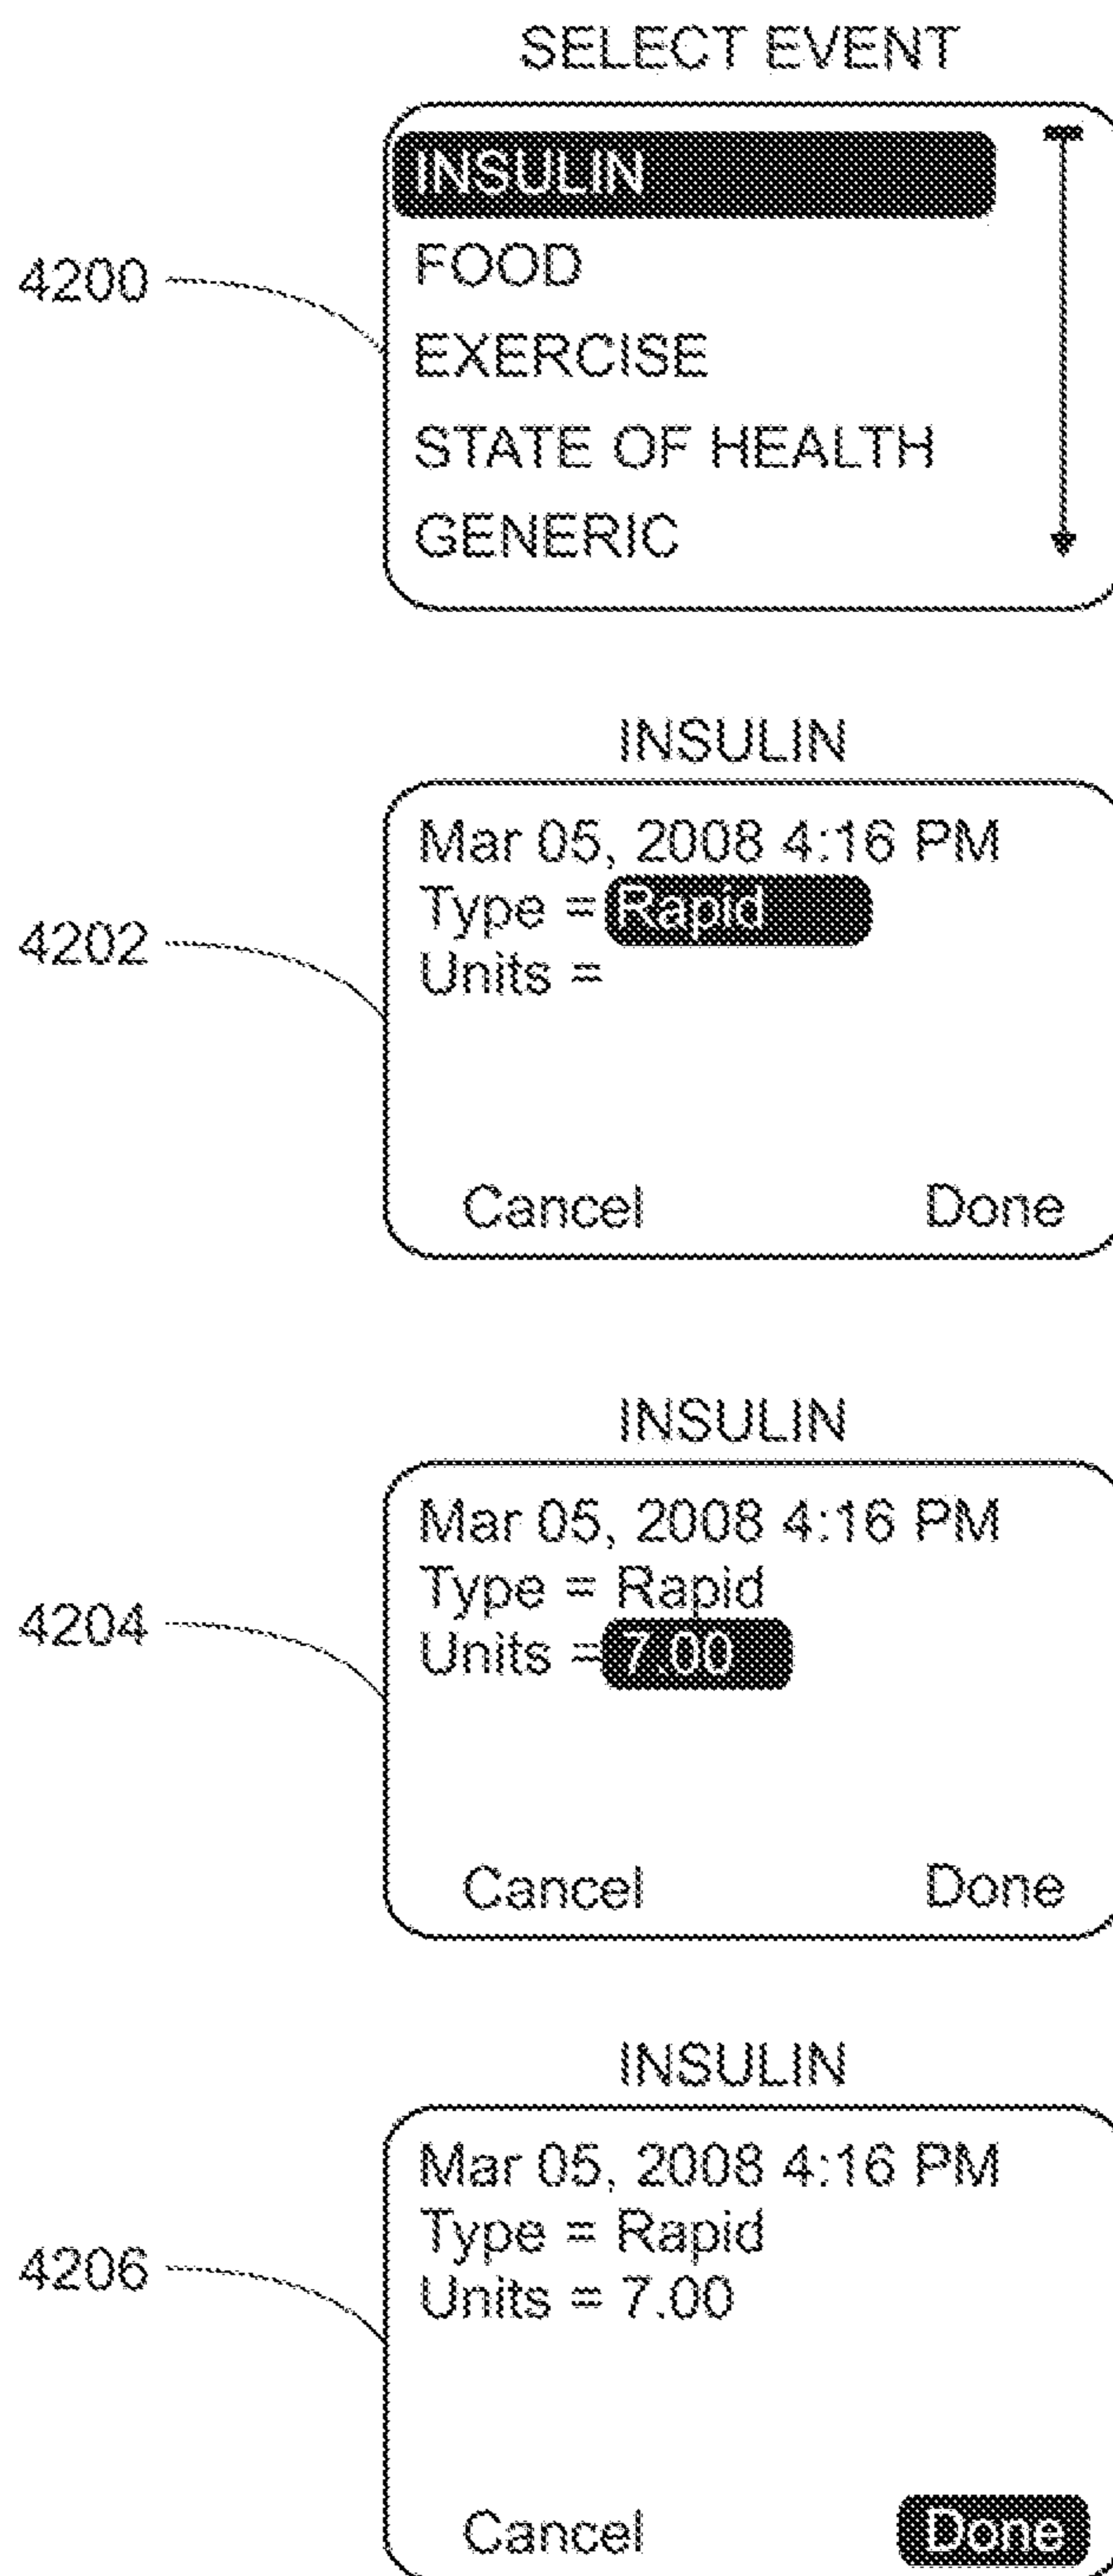 SELECT EVENT
INSULIN
FOOD
4200
EXERCISE
STATE OF HEALTH
GENERIC
INSULIN
Mar 05, 2008 4:16 PM
Type = Rapid
4202
Units =
Cancel Done
INSULIN
Mar 05, 2008 4:16 PM
Type = Rapid
4204
Units = 7.00
Cancel Done
INSULIN
Mar 05, 2008 4:16 PM
Type = Rapid
4206
Units = 7.00
Cancel Done